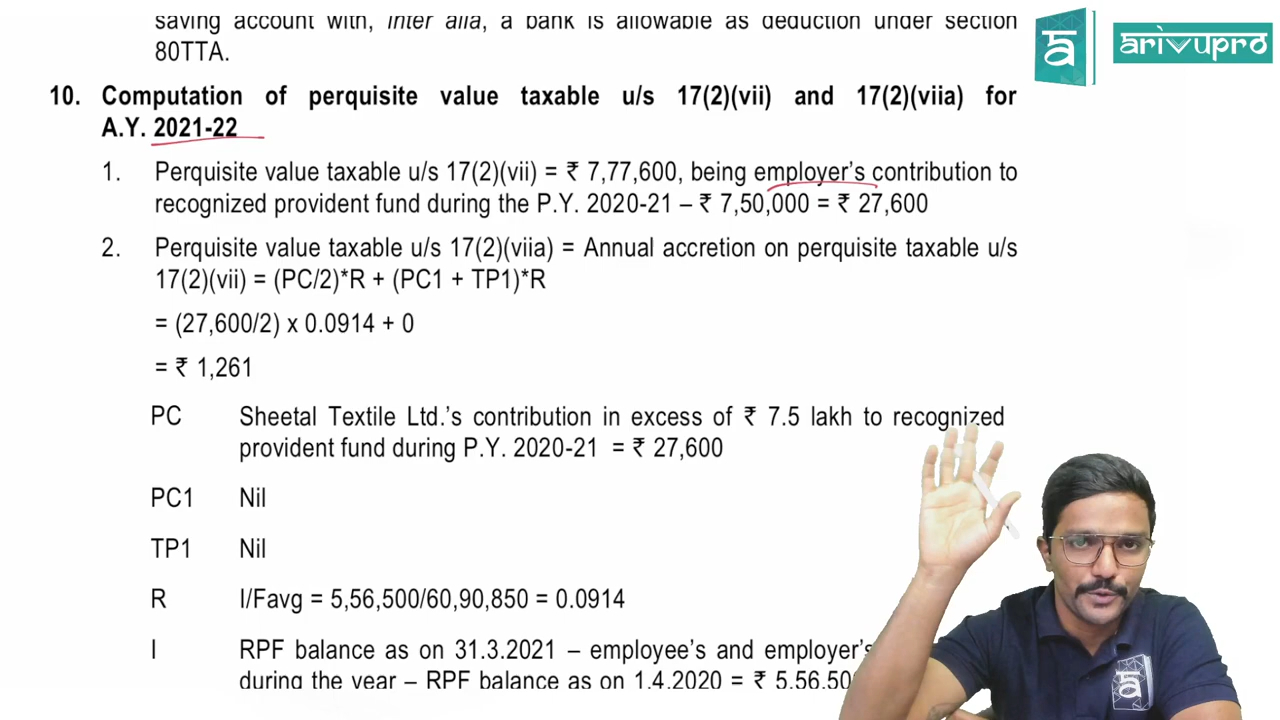 saving account with, inter alia, a bank is allowable as deduction under section
80TTA.
arivupro
10. Computation of perquisite value taxable u/s 17(2)(vii) and 17(2)(viia) for
A.Y. 2021-22
1. Perquisite value taxable u/s 17(2)(vii) = ₹ 7,77,600, being employer's contribution to
recognized provident fund during the P.Y. 2020-21 – ₹ 7,50,000 = ₹ 27,600
2. Perquisite value taxable u/s 17(2)(viia) = Annual accretion on perquisite taxable u/s
17(2)(vii) = (PC/2)*R + (PC1 + TP1)*R
= (27,600/2) x 0.0914 + 0
= ₹ 1,261
PC Sheetal Textile Ltd.'s contribution in excess of ₹ 7.5 lakh to recognized
provident fund during P.Y. 2020-21 = ₹ 27,600
PC1 Nil
TP1 Nil
R I/Favg = 5,56,500/60,90,850 = 0.0914
I RPF balance as on 31.3.2021 – employee's and employer's
during the year – RPF balance as on 1.4.2020 = ₹